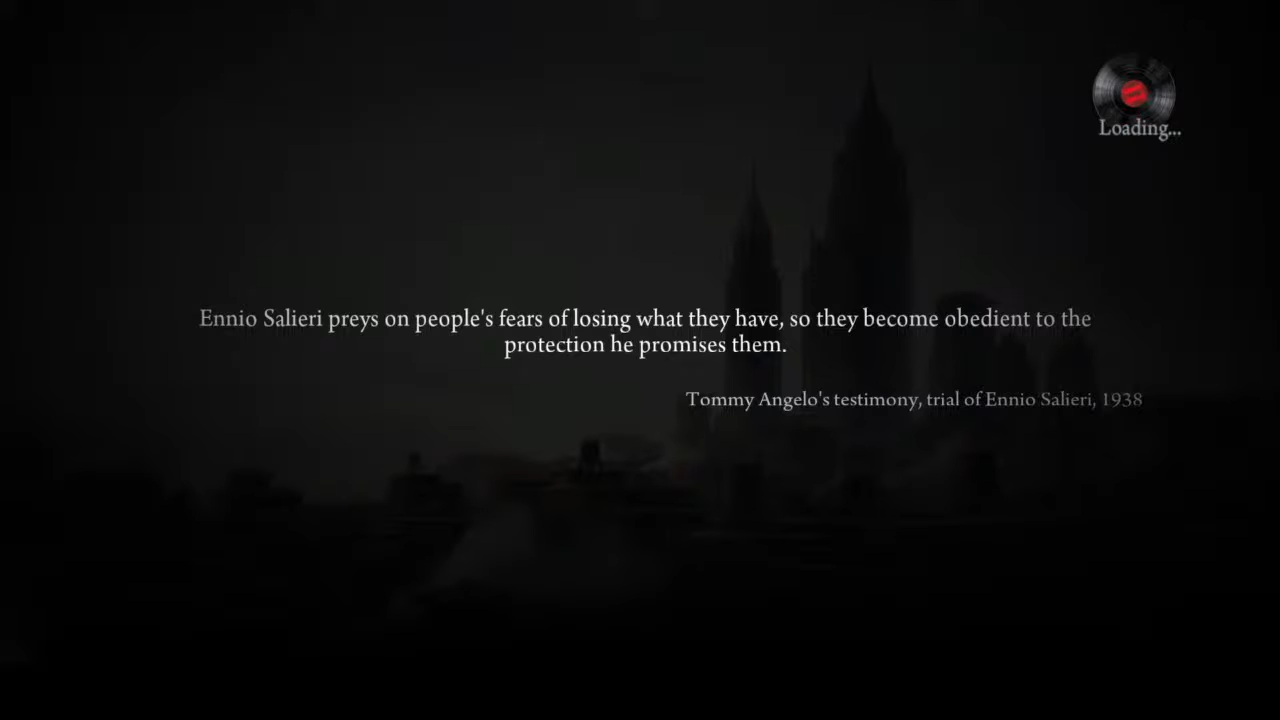 Loading...
Ennio Salieri preys on people's fears of losing what they have, so they become obedient to the
protection he promises them.
Tommy Angelo's testimony, trial of Ennio Salieri, 1938